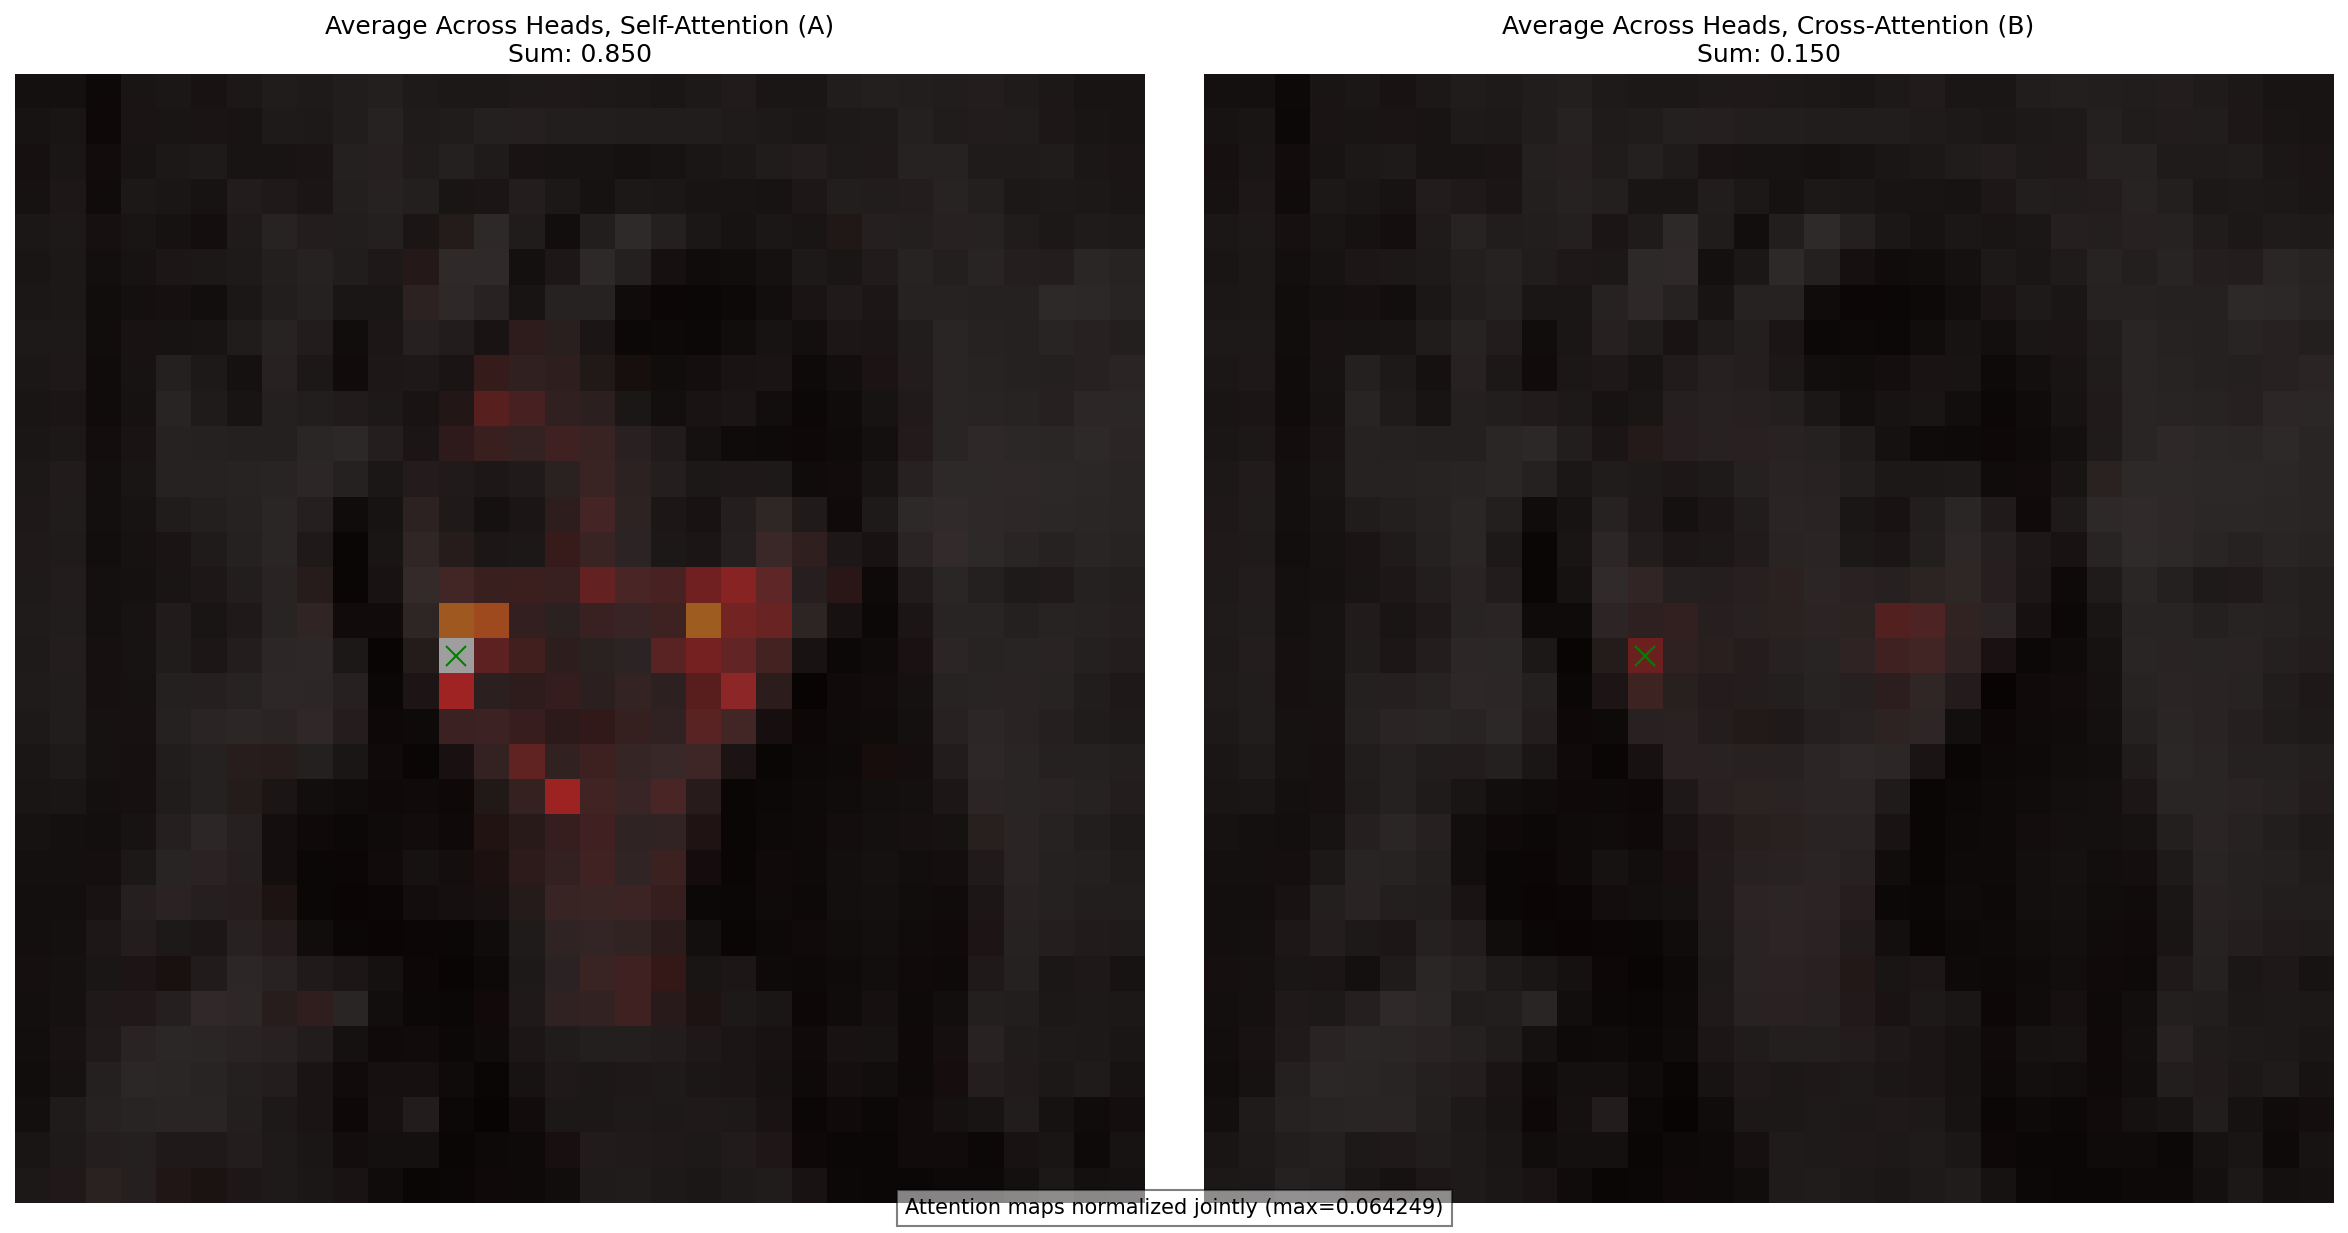 Average Across Heads, Self-Attention (A)
Sum: 0.850
Average Across Heads, Cross-Attention (B)
Sum: 0.150
Attention maps normalized jointly (max=0.064249)